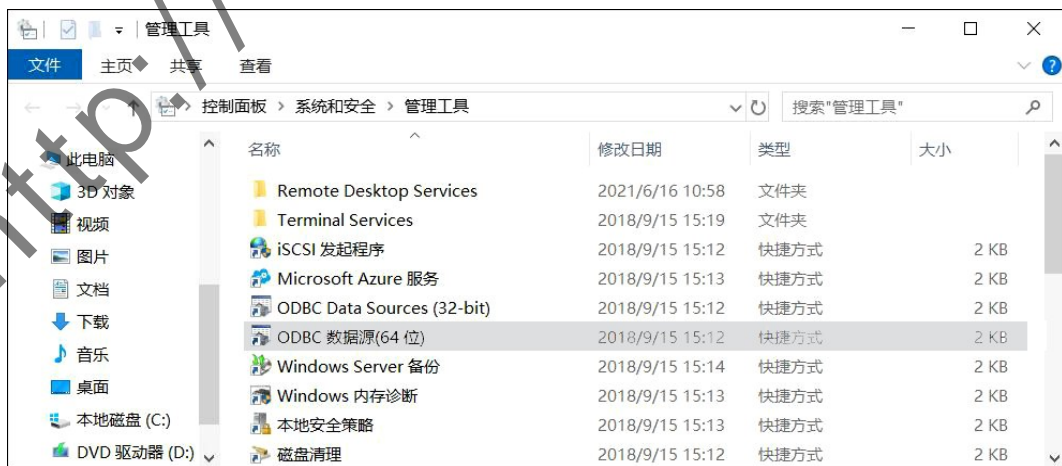 管理工具
文件 主页 共享 查看
控制面板 › 系统和安全 › 管理工具 搜索"管理工具"
名称 修改日期 类型 大小
此电脑
3D 对象 Remote Desktop Services 2021/6/16 10:58 文件夹
视频 Terminal Services 2018/9/15 15:19 文件夹
iSCSI 发起程序 2018/9/15 15:12 快捷方式 2 KB
图片 Microsoft Azure 服务 2018/9/15 15:13 快捷方式 2 KB
文档 ODBC Data Sources (32-bit) 2018/9/15 15:12 快捷方式 2 KB
下载 ODBC 数据源(64 位) 2018/9/15 15:12 快捷方式 2 KB
音乐 Windows Server 备份 2018/9/15 15:14 快捷方式 2 KB
桌面 Windows 内存诊断 2018/9/15 15:13 快捷方式 2 KB
本地磁盘 (C:) 本地安全策略 2018/9/15 15:13 快捷方式 2 KB
DVD 驱动器 (D:) 磁盘清理 2018/9/15 15:12 快捷方式 2 KB
ttp://